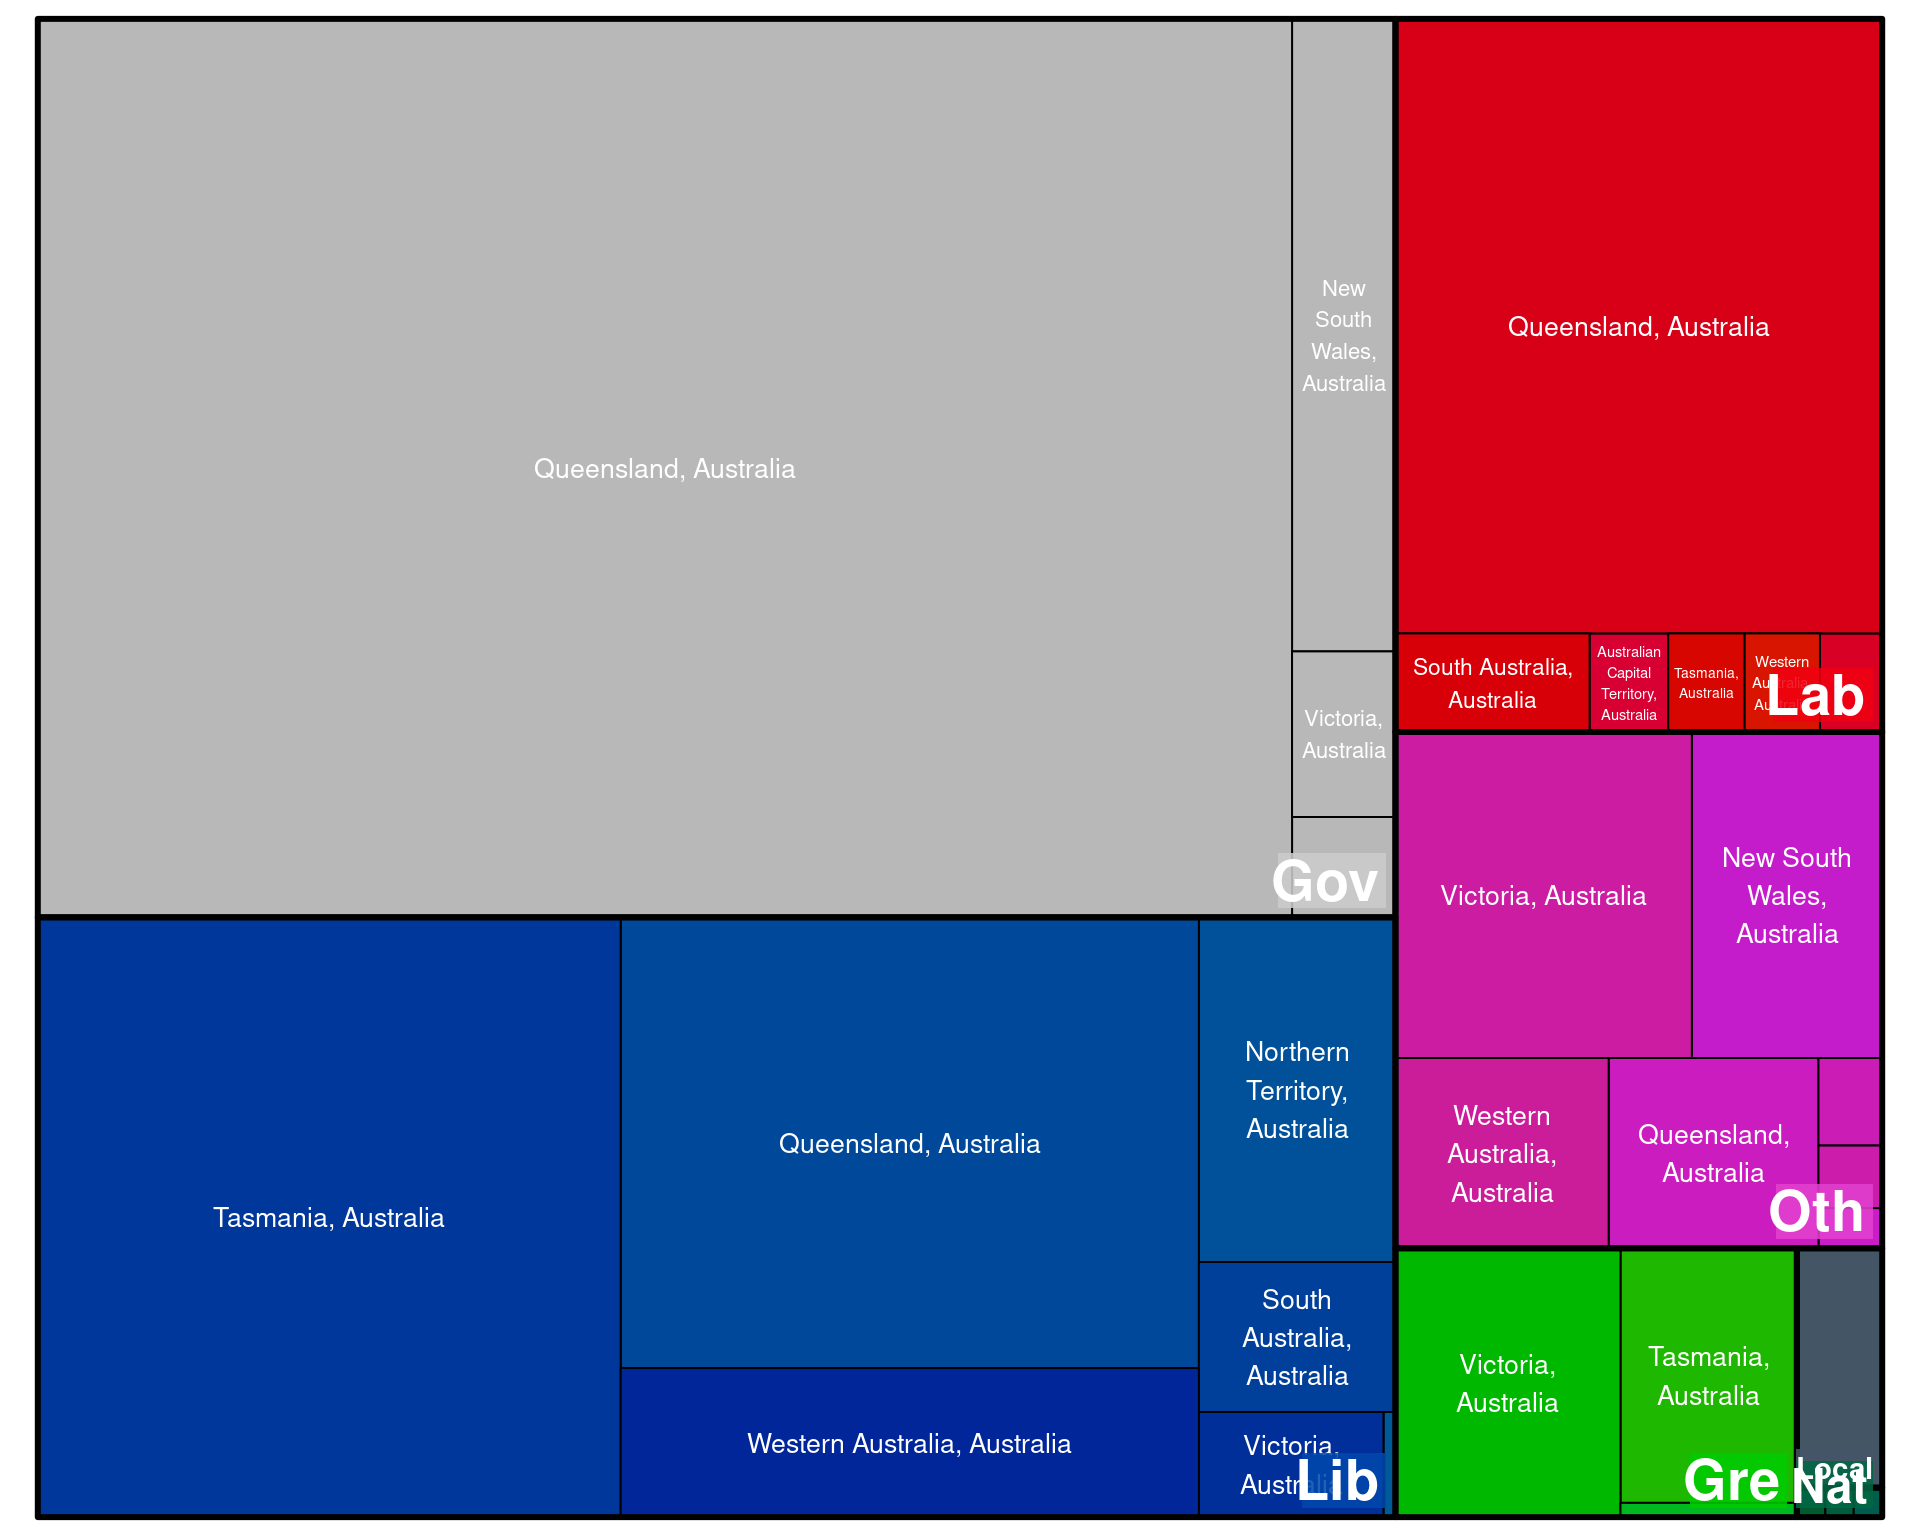 Queensland, Australia
New
South
Wales,
Australia
Victoria,
Australia
Gov
Queensland, Australia
South Australia,
Australia
Australian
Capital
Territory,
Australia
Tasmania,
Australia
Western
Australia,
Australia
Lab
Victoria, Australia
New South
Wales,
Australia
Western
Australia,
Australia
Queensland,
Australia
Oth
Tasmania, Australia
Queensland, Australia
Western Australia, Australia
Northern
Territory,
Australia
South
Australia,
Australia
Victoria,
Australia
Lib
Victoria,
Australia
Tasmania,
Australia
Gre
Local
Nat